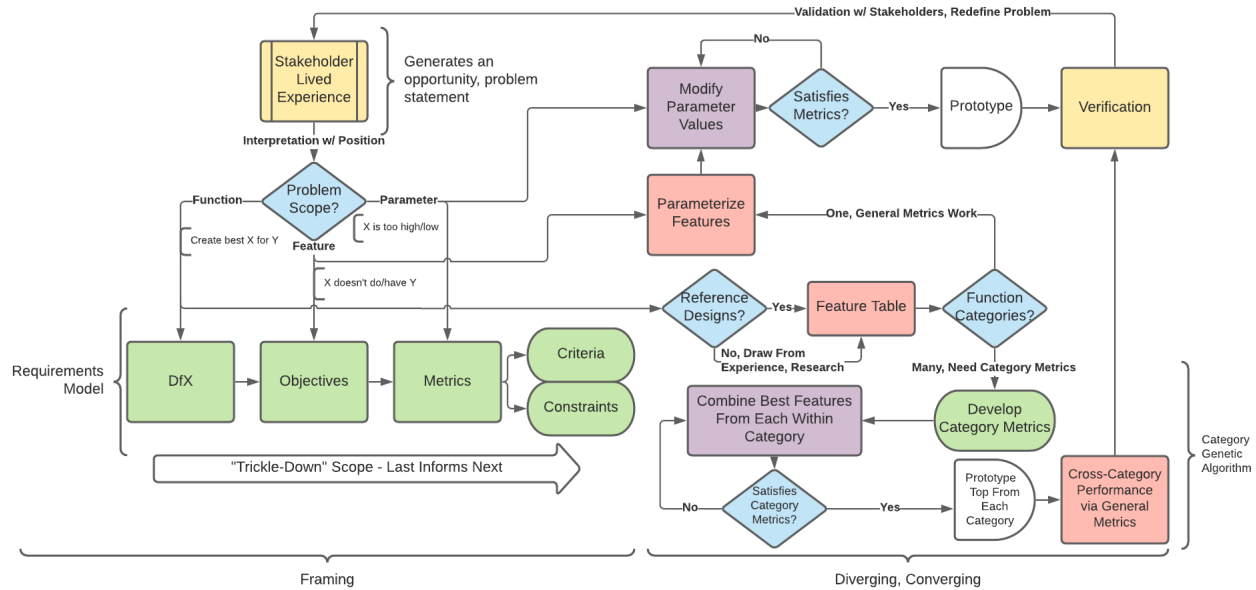 Validation w/ Stakeholders, Redefine Problem
Stakeholder
Lived
Experience
Generates an
opportunity, problem
statement
Interpretation w/ Position
Problem
Scope?
Function
Parameter
Feature
Create best X for Y
X is too high/low
X doesn't do/have Y
Requirements
Model
DfX
Objectives
Metrics
Criteria
Constraints
"Trickle-Down" Scope - Last Informs Next
Framing
No
Modify
Parameter
Values
Satisfies
Metrics?
Yes
Prototype
Verification
Parameterize
Features
One, General Metrics Work
Reference
Designs?
Yes
Feature Table
Function
Categories?
No, Draw From
Experience, Research
Many, Need Category Metrics
Combine Best Features
From Each Within
Category
Develop
Category Metrics
Satisfies
Category
Metrics?
No
Yes
Prototype
Top From
Each
Category
Cross-Category
Performance
via General
Metrics
Category
Genetic
Algorithm
Diverging, Converging